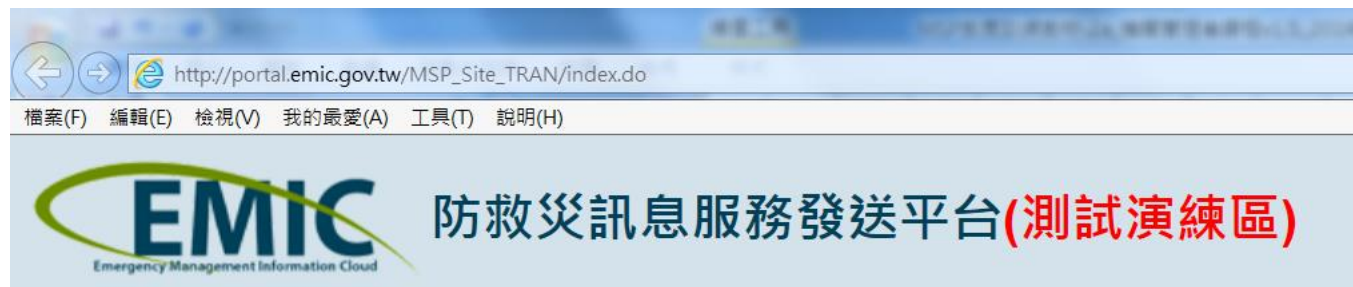 http://portal.emic.gov.tw/MSP_Site_TRAN/index.do
檔案(F) 編輯(E) 檢視(V) 我的最愛(A) 工具(T) 說明(H)
EMIC 防救災訊息服務發送平台(測試演練區)
Emergency Management Information Cloud